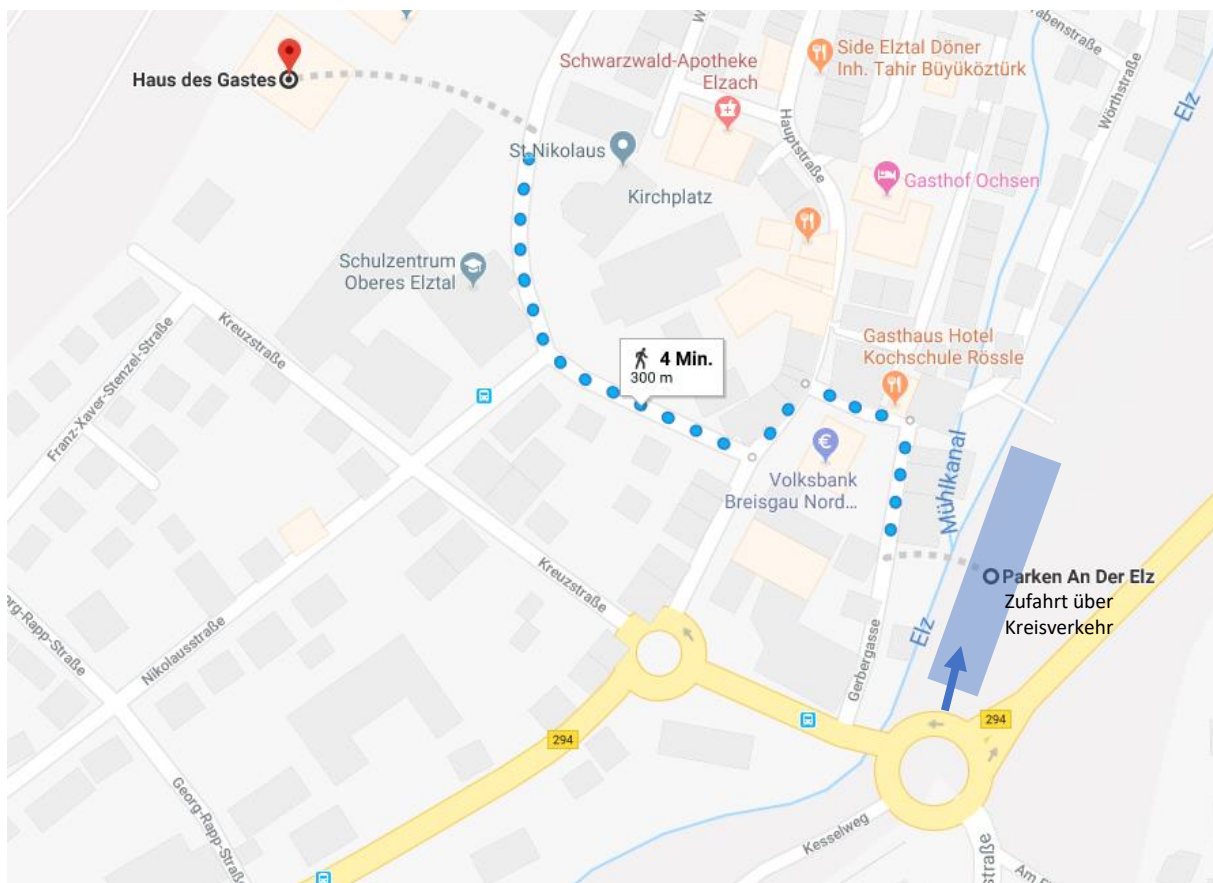 Haus des Gastes
Schwarzwald-Apotheke
Elzach
Side Elztal Döner
Inh. Tahir Büyüköztürk
Wörthstraße
Elz
Hauptstraße
St Nikolaus
Kirchplatz
Gasthof Ochsen
Schulzentrum
Oberes Elztal
4 Min.
300 m
Gasthaus Hotel
Kochschule Rössle
Franz-Xaver-Stenzel-Straße
Kreuzstraße
Volksbank
Breisgau Nord...
Mühlkanal
Parken An Der Elz
Zufahrt über
Kreisverkehr
Kreuzstraße
Elz
Gerbergasse
Georg-Rapp-Straße
Nikolausstraße
294
294
Georg-Rapp-Straße
Kesselweg
straße